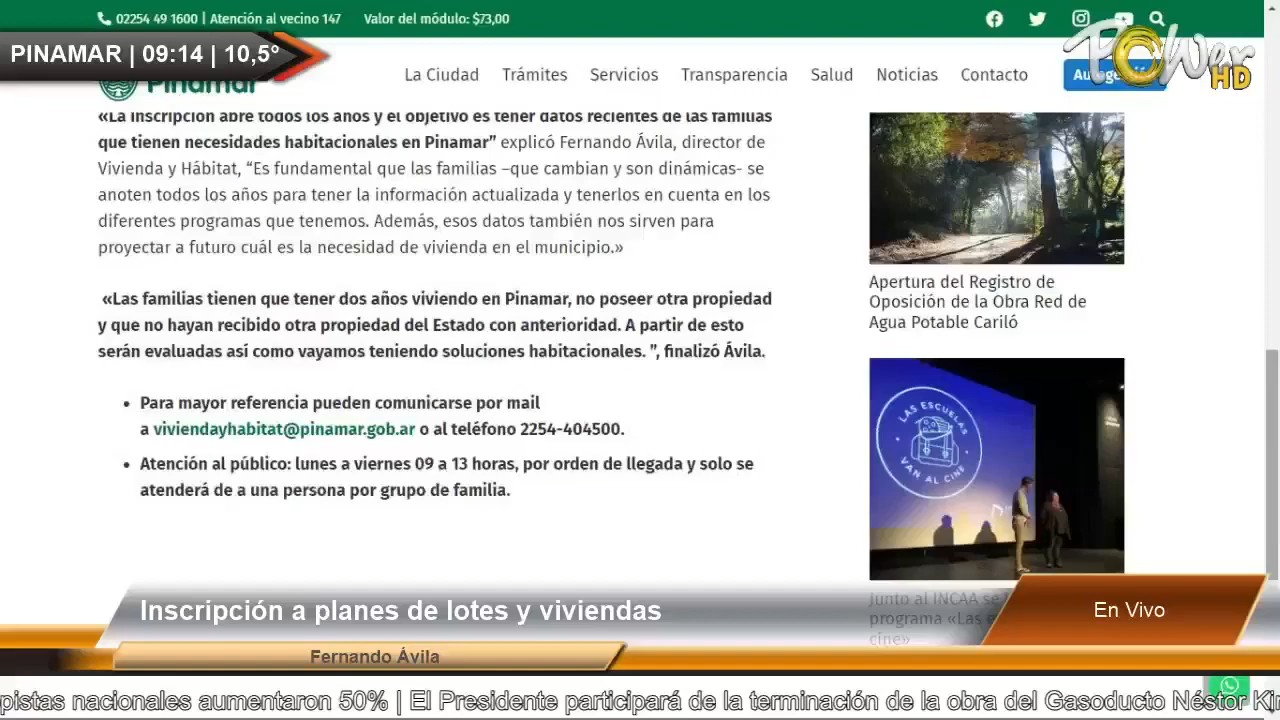 02254 49 1600 | Atención al vecino 147
Valor del módulo: $73,00
PINAMAR | 09:14 | 10,5°
Pinamar
La Ciudad
Trámites
Servicios
Transparencia
Salud
Noticias
Contacto
Power
HD
«La inscripción abre todos los años y el objetivo es tener datos recientes de las familias
que tienen necesidades habitacionales en Pinamar” explicó Fernando Ávila, director de
Vivienda y Hábitat, “Es fundamental que las familias –que cambian y son dinámicas- se
anoten todos los años para tener la información actualizada y tenerlos en cuenta en los
diferentes programas que tenemos. Además, esos datos también nos sirven para
proyectar a futuro cuál es la necesidad de vivienda en el municipio.»
«Las familias tienen que tener dos años viviendo en Pinamar, no poseer otra propiedad
y que no hayan recibido otra propiedad del Estado con anterioridad. A partir de esto
serán evaluadas así como vayamos teniendo soluciones habitacionales. ”, finalizó Ávila.
• Para mayor referencia pueden comunicarse por mail
a viviendayhabitat@pinamar.gob.ar o al teléfono 2254-404500.
• Atención al público: lunes a viernes 09 a 13 horas, por orden de llegada y solo se
atenderá de a una persona por grupo de familia.
Apertura del Registro de
Oposición de la Obra Red de
Agua Potable Cariló
LAS ESCUELAS
VAN AL CINE
Junto al INCAA se
programa «Las e
cine»
Inscripción a planes de lotes y viviendas
En Vivo
Fernando Ávila
pistas nacionales aumentaron 50% | El Presidente participará de la terminación de la obra del Gasoducto Néstor Ki